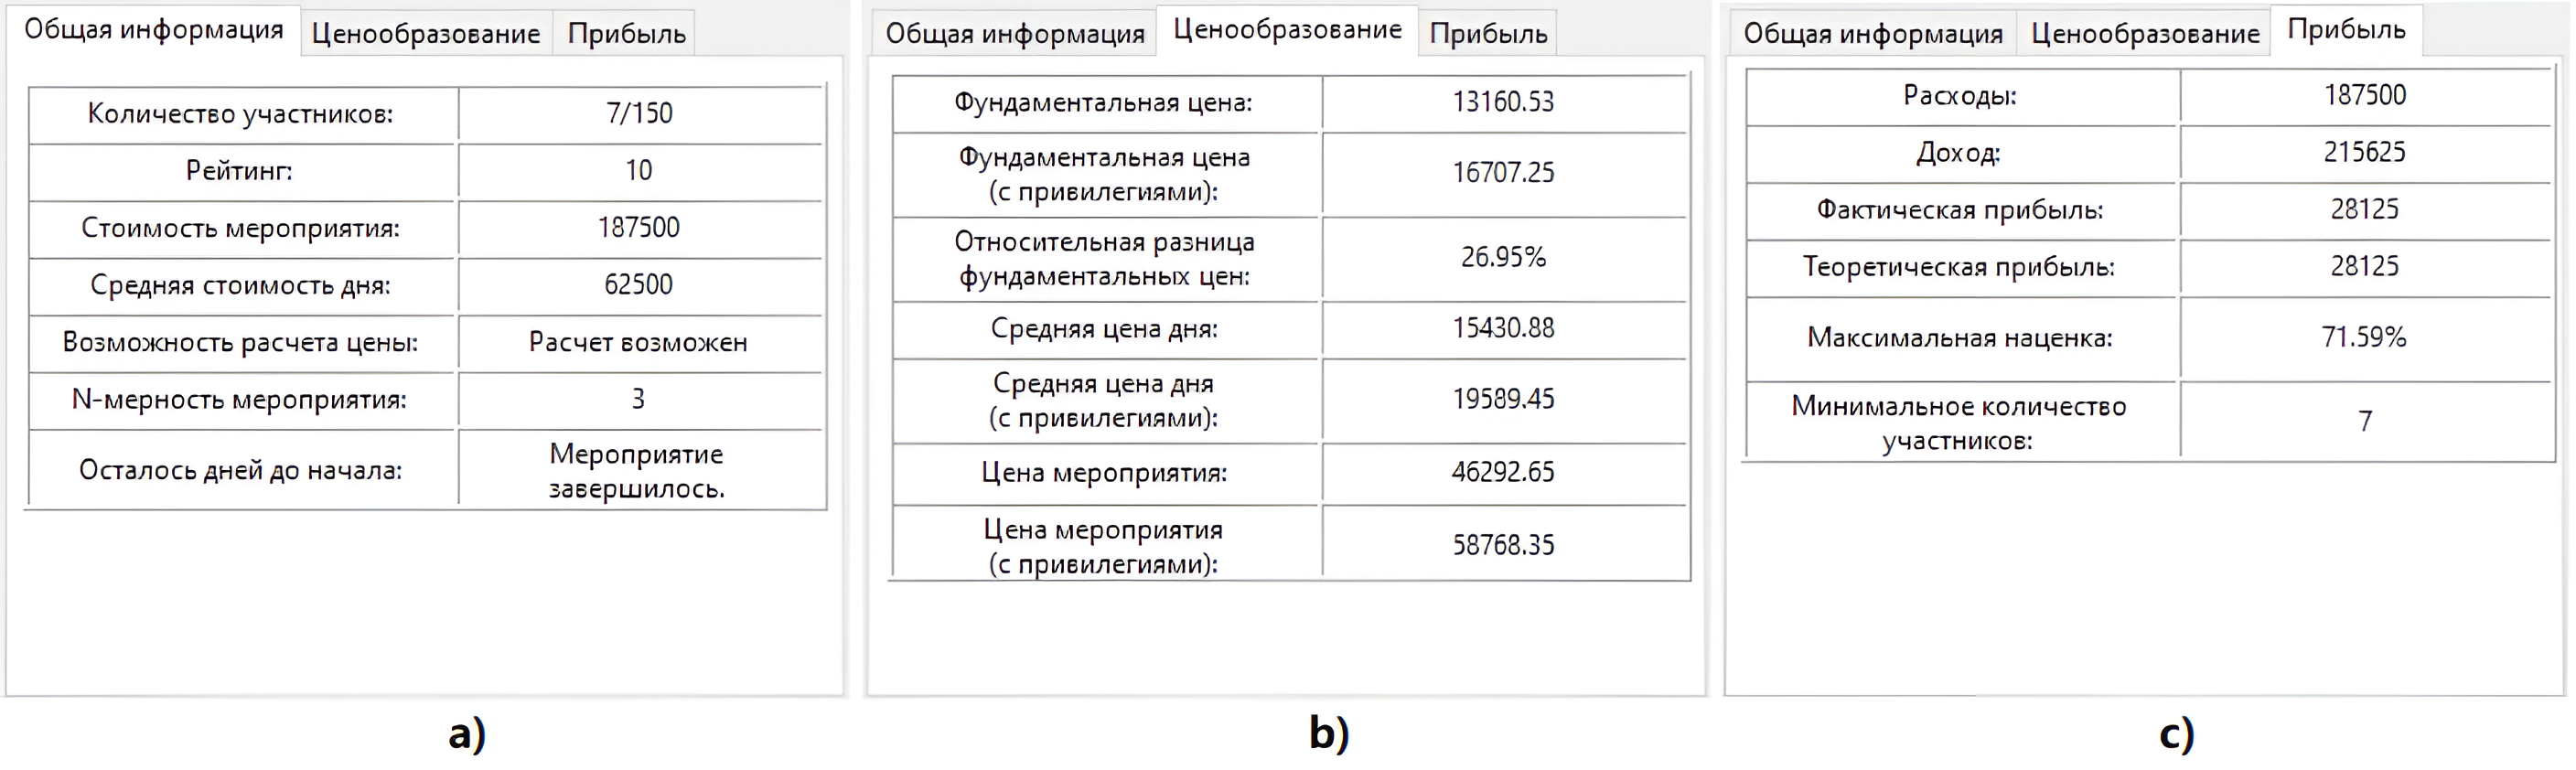 Общая информация Ценообразование Прибыль
Количество участников: 7/150
Рейтинг: 10
Стоимость мероприятия: 187500
Средняя стоимость дня: 62500
Возможность расчета цены: Расчет возможен
N-мерность мероприятия: 3
Осталось дней до начала: Мероприятие
завершилось.
a)
Общая информация Ценообразование Прибыль
Фундаментальная цена: 13160.53
Фундаментальная цена
(с привилегиями): 16707.25
Относительная разница
фундаментальных цен: 26.95%
Средняя цена дня: 15430.88
Средняя цена дня
(с привилегиями): 19589.45
Цена мероприятия: 46292.65
Цена мероприятия
(с привилегиями): 58768.35
b)
Общая информация Ценообразование Прибыль
Расходы: 187500
Доход: 215625
Фактическая прибыль: 28125
Теоретическая прибыль: 28125
Максимальная наценка: 71.59%
Минимальное количество
участников: 7
c)